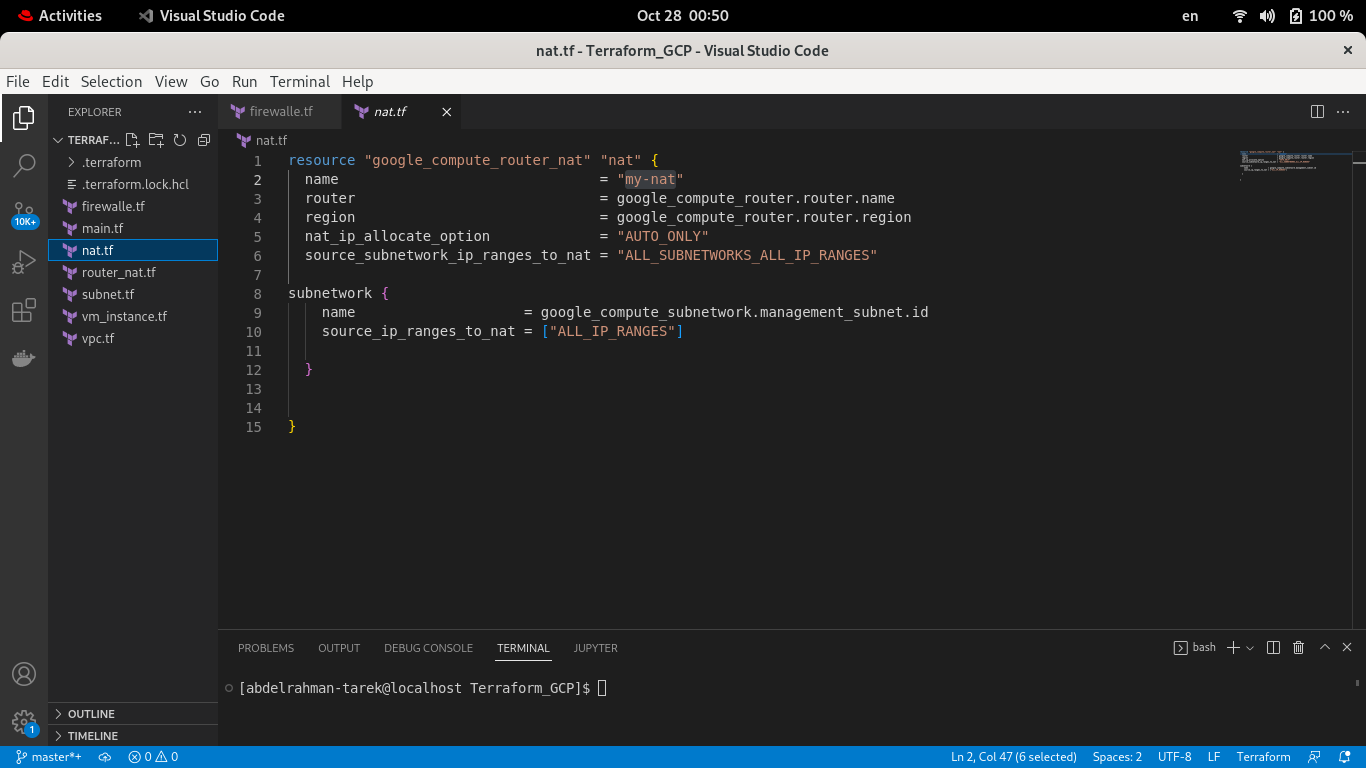 Activities Visual Studio Code Oct 28 00:50 en 100 %
nat.tf - Terraform_GCP - Visual Studio Code
File Edit Selection View Go Run Terminal Help
EXPLORER
TERRAF...
.terraform
.terraform.lock.hcl
firewalle.tf
main.tf
nat.tf
router_nat.tf
subnet.tf
vm_instance.tf
vpc.tf
10K+
1
OUTLINE
TIMELINE
firewalle.tf nat.tf
nat.tf
1 resource "google_compute_router_nat" "nat" {
2 name = "my-nat"
3 router = google_compute_router.router.name
4 region = google_compute_router.router.region
5 nat_ip_allocate_option = "AUTO_ONLY"
6 source_subnetwork_ip_ranges_to_nat = "ALL_SUBNETWORKS_ALL_IP_RANGES"
7
8 subnetwork {
9 name = google_compute_subnetwork.management_subnet.id
10 source_ip_ranges_to_nat = ["ALL_IP_RANGES"]
11
12 }
13
14
15 }
PROBLEMS OUTPUT DEBUG CONSOLE TERMINAL JUPYTER bash
[abdelrahman-tarek@localhost Terraform_GCP]$
master*+ 0 0 Ln 2, Col 47 (6 selected) Spaces: 2 UTF-8 LF Terraform